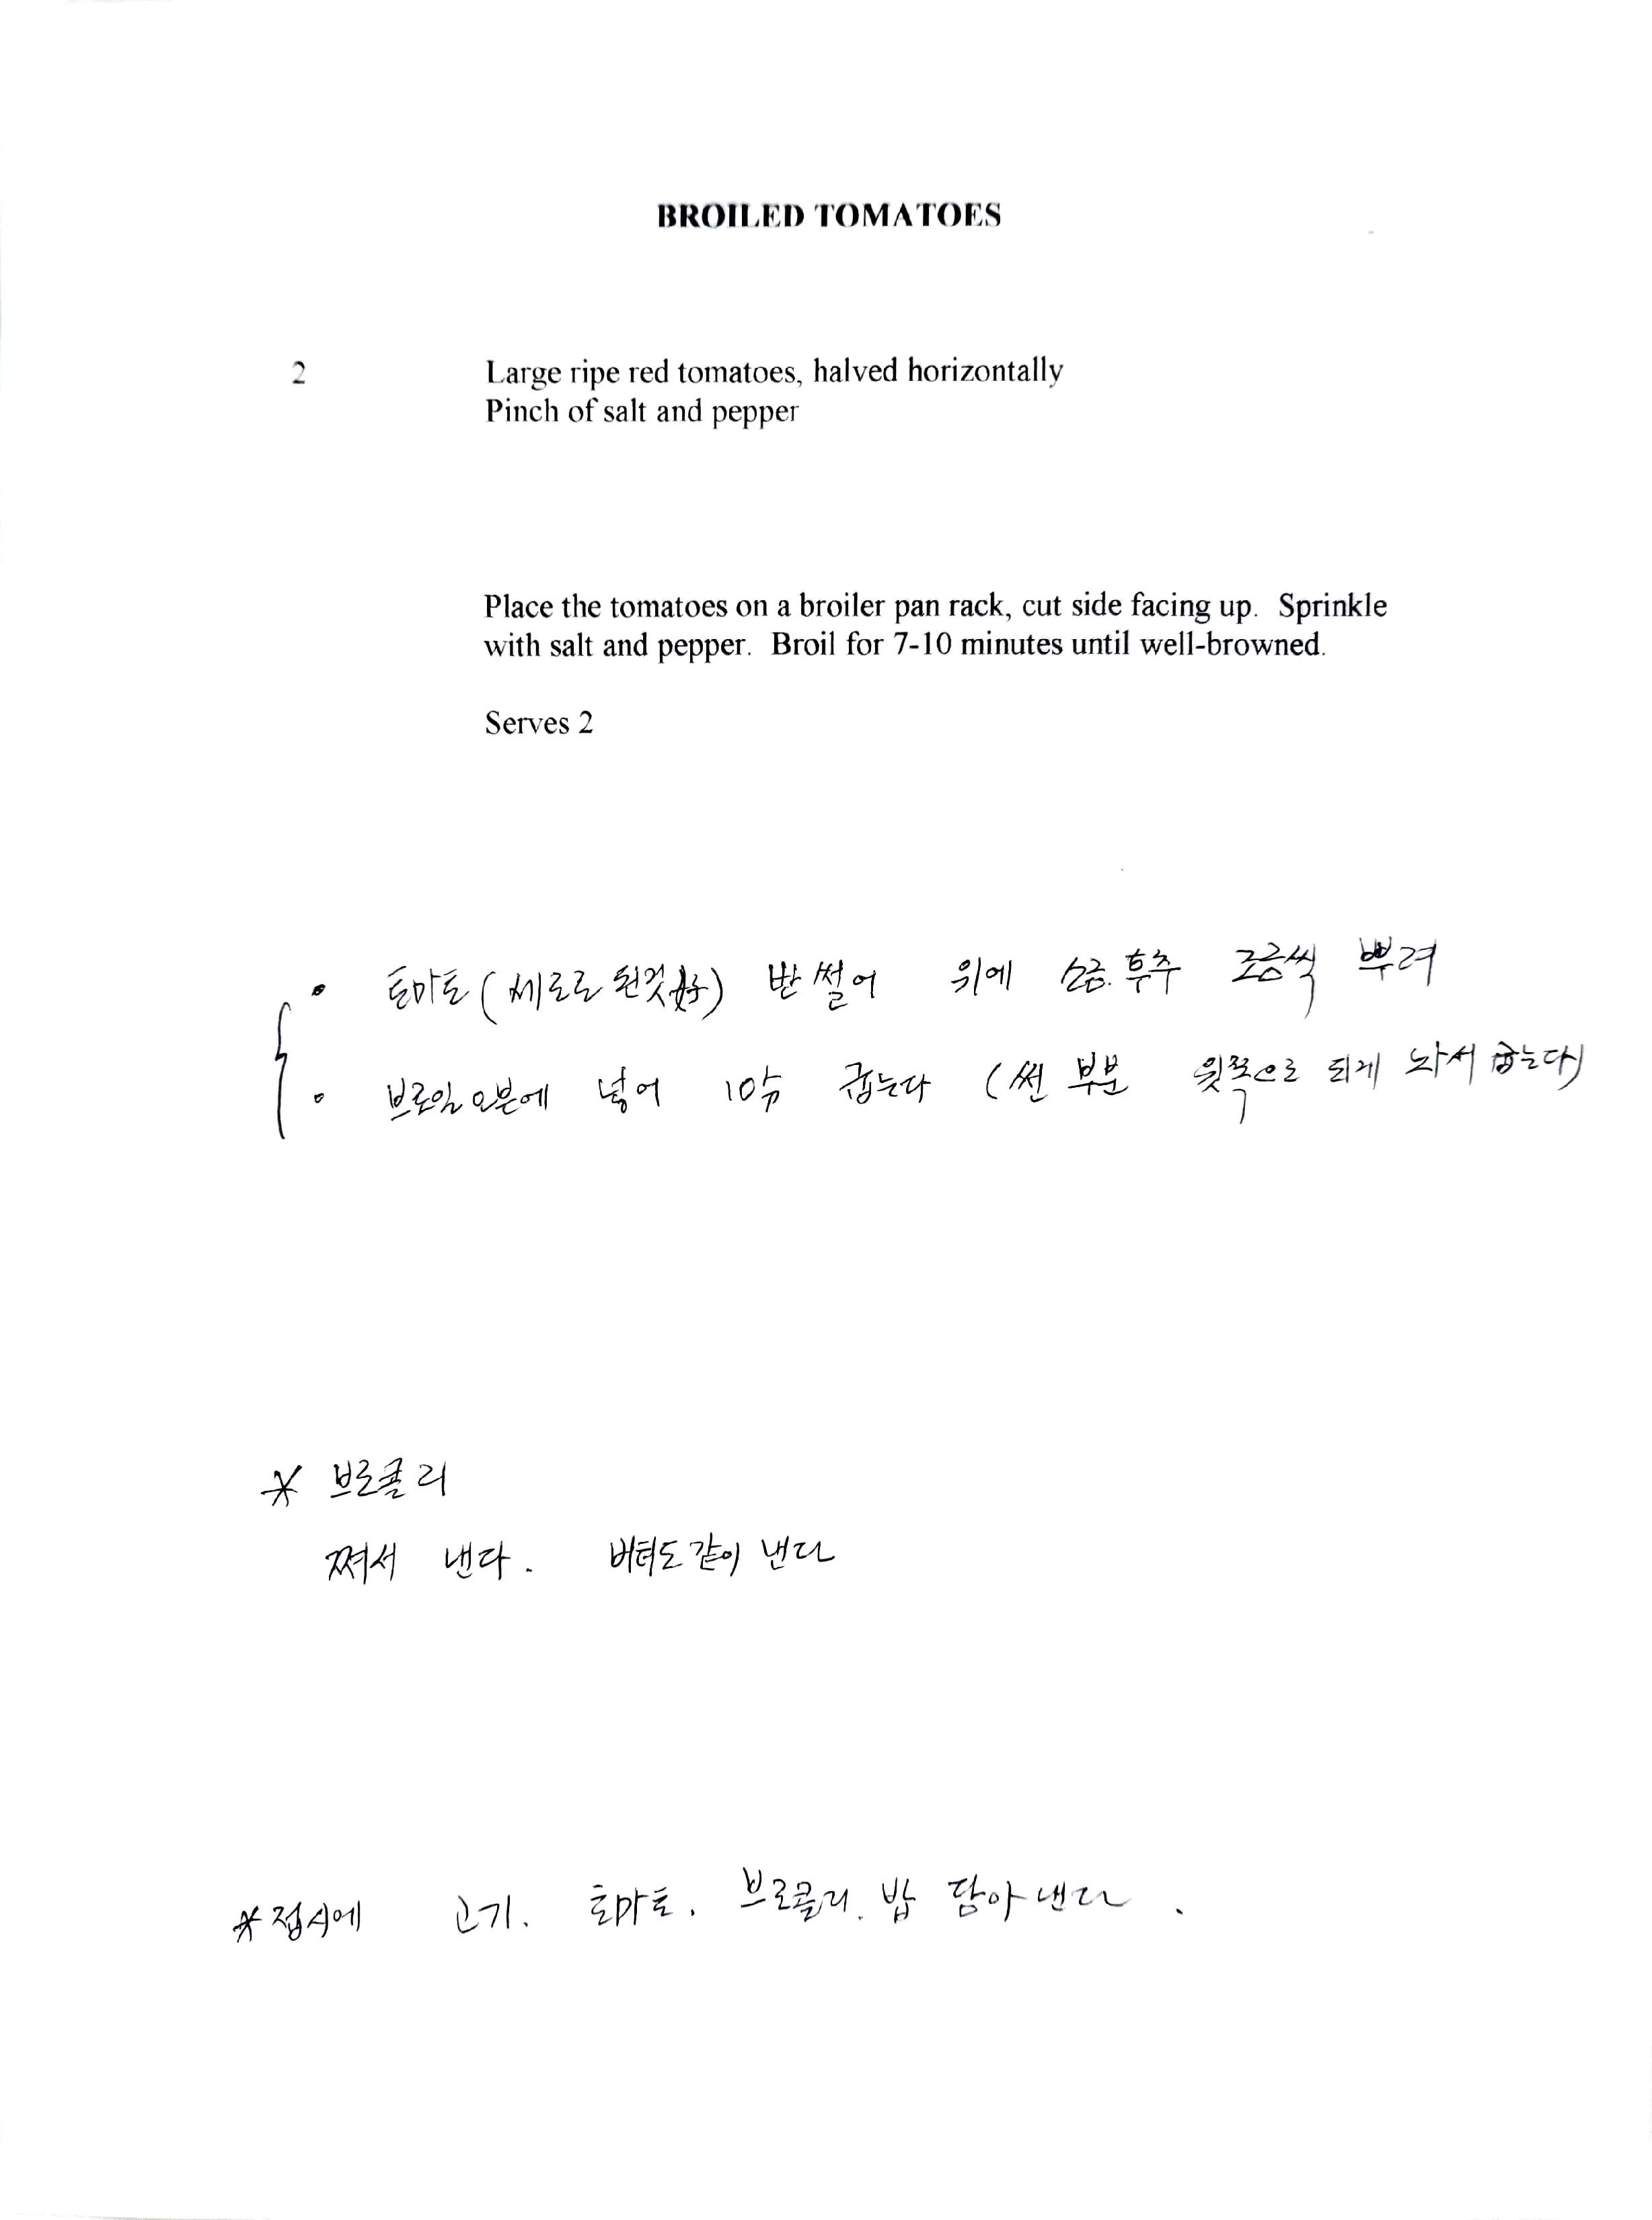 BROILED TOMATOES
2 Large ripe red tomatoes, halved horizontally
Pinch of salt and pepper
Place the tomatoes on a broiler pan rack, cut side facing up. Sprinkle
with salt and pepper. Broil for 7-10 minutes until well-browned.
Serves 2
• 토마토 (세로로 된것 好) 반 썰어 위에 소금. 후추 조금씩 뿌려
• 브로일 오븐에 넣어 10分 굽는다 (썬 부분 윗쪽으로 되게 놔서 굽는다)
* 브로콜리
쪄서 낸다. 버터도 같이 낸다
* 접시에 고기. 토마토. 브로콜리. 밥 담아 낸다.